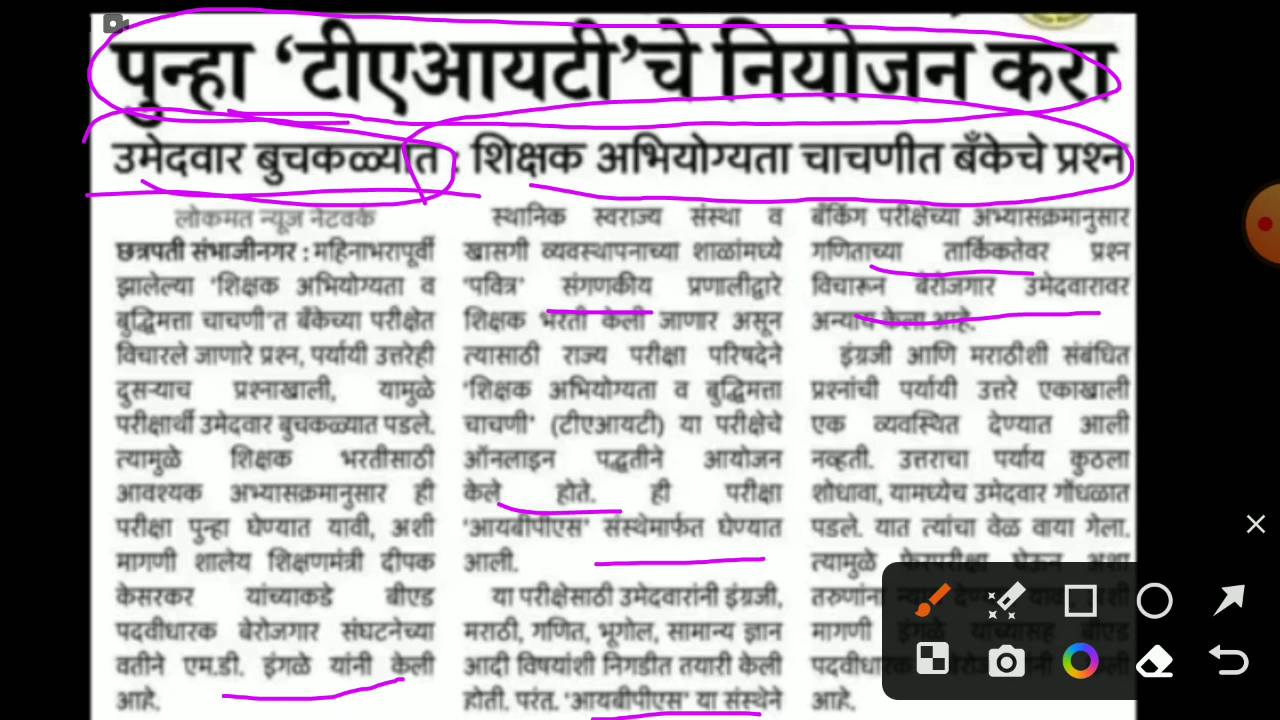 पुन्हा ‘टीएआयटी’चे नियोजन करा
उमेदवार बुचकळ्यात : शिक्षक अभियोग्यता चाचणीत बँकेचे प्रश्न
लोकमत न्यूज नेटवर्क
छत्रपती संभाजीनगर : महिनाभरापूर्वी
झालेल्या 'शिक्षक अभियोग्यता व
बुद्धिमत्ता चाचणी'त बँकेच्या परीक्षेत
विचारले जाणारे प्रश्न, पर्यायी उत्तरेही
दुसऱ्याच प्रश्नाखाली, यामुळे
परीक्षार्थी उमेदवार बुचकळ्यात पडले.
त्यामुळे शिक्षक भरतीसाठी
आवश्यक अभ्यासक्रमानुसार ही
परीक्षा पुन्हा घेण्यात यावी, अशी
मागणी शालेय शिक्षणमंत्री दीपक
केसरकर यांच्याकडे बीएड
पदवीधारक बेरोजगार संघटनेच्या
वतीने एम.डी. इंगळे यांनी केली
आहे.
स्थानिक स्वराज्य संस्था व
खासगी व्यवस्थापनाच्या शाळांमध्ये
'पवित्र' संगणकीय प्रणालीद्वारे
शिक्षक भरती केली जाणार असून
त्यासाठी राज्य परीक्षा परिषदेने
'शिक्षक अभियोग्यता व बुद्धिमत्ता
चाचणी' (टीएआयटी) या परीक्षेचे
ऑनलाइन पद्धतीने आयोजन
केले होते. ही परीक्षा
'आयबीपीएस' संस्थेमार्फत घेण्यात
आली.
या परीक्षेसाठी उमेदवारांनी इंग्रजी,
मराठी, गणित, भूगोल, सामान्य ज्ञान
आदी विषयांशी निगडीत तयारी केली
होती. परंतु, 'आयबीपीएस' या संस्थेने
बँकिंग परीक्षेच्या अभ्यासक्रमानुसार
गणिताच्या तार्किकतेवर प्रश्न
विचारून बेरोजगार उमेदवारावर
अन्याय केला आहे.
इंग्रजी आणि मराठीशी संबंधित
प्रश्नांची पर्यायी उत्तरे एकाखाली
एक व्यवस्थित देण्यात आली
नव्हती. उत्तराचा पर्याय कुठला
शोधावा, यामध्येच उमेदवार गोंधळात
पडले. यात त्यांचा वेळ वाया गेला.
त्यामुळे फेरपरीक्षा घेऊन अशा
तरुणांना
मागणी इंगळे यांच्यासह बीएड
पदवीधारक
आहे.